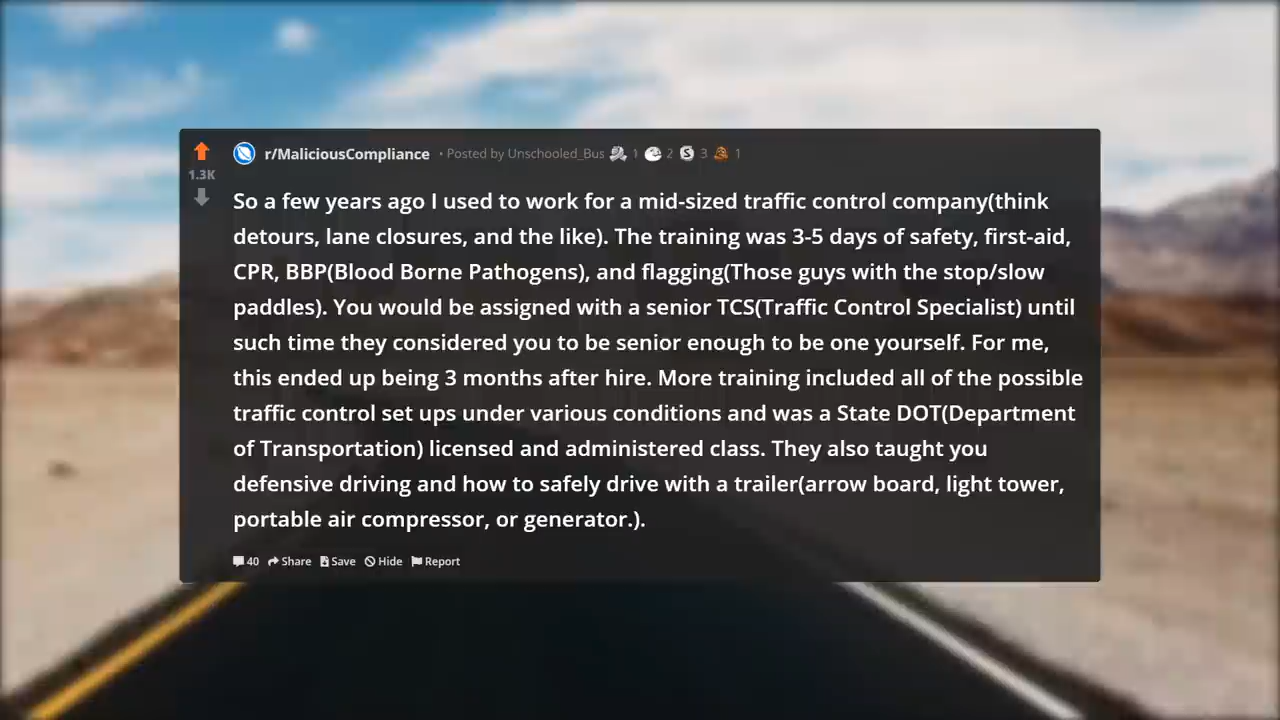 r/MaliciousCompliance · Posted by Unschooled_Bus 1 2 3 1
1.3K
So a few years ago I used to work for a mid-sized traffic control company(think
detours, lane closures, and the like). The training was 3-5 days of safety, first-aid,
CPR, BBP(Blood Borne Pathogens), and flagging(Those guys with the stop/slow
paddles). You would be assigned with a senior TCS(Traffic Control Specialist) until
such time they considered you to be senior enough to be one yourself. For me,
this ended up being 3 months after hire. More training included all of the possible
traffic control set ups under various conditions and was a State DOT(Department
of Transportation) licensed and administered class. They also taught you
defensive driving and how to safely drive with a trailer(arrow board, light tower,
portable air compressor, or generator.).
40 Share Save Hide Report